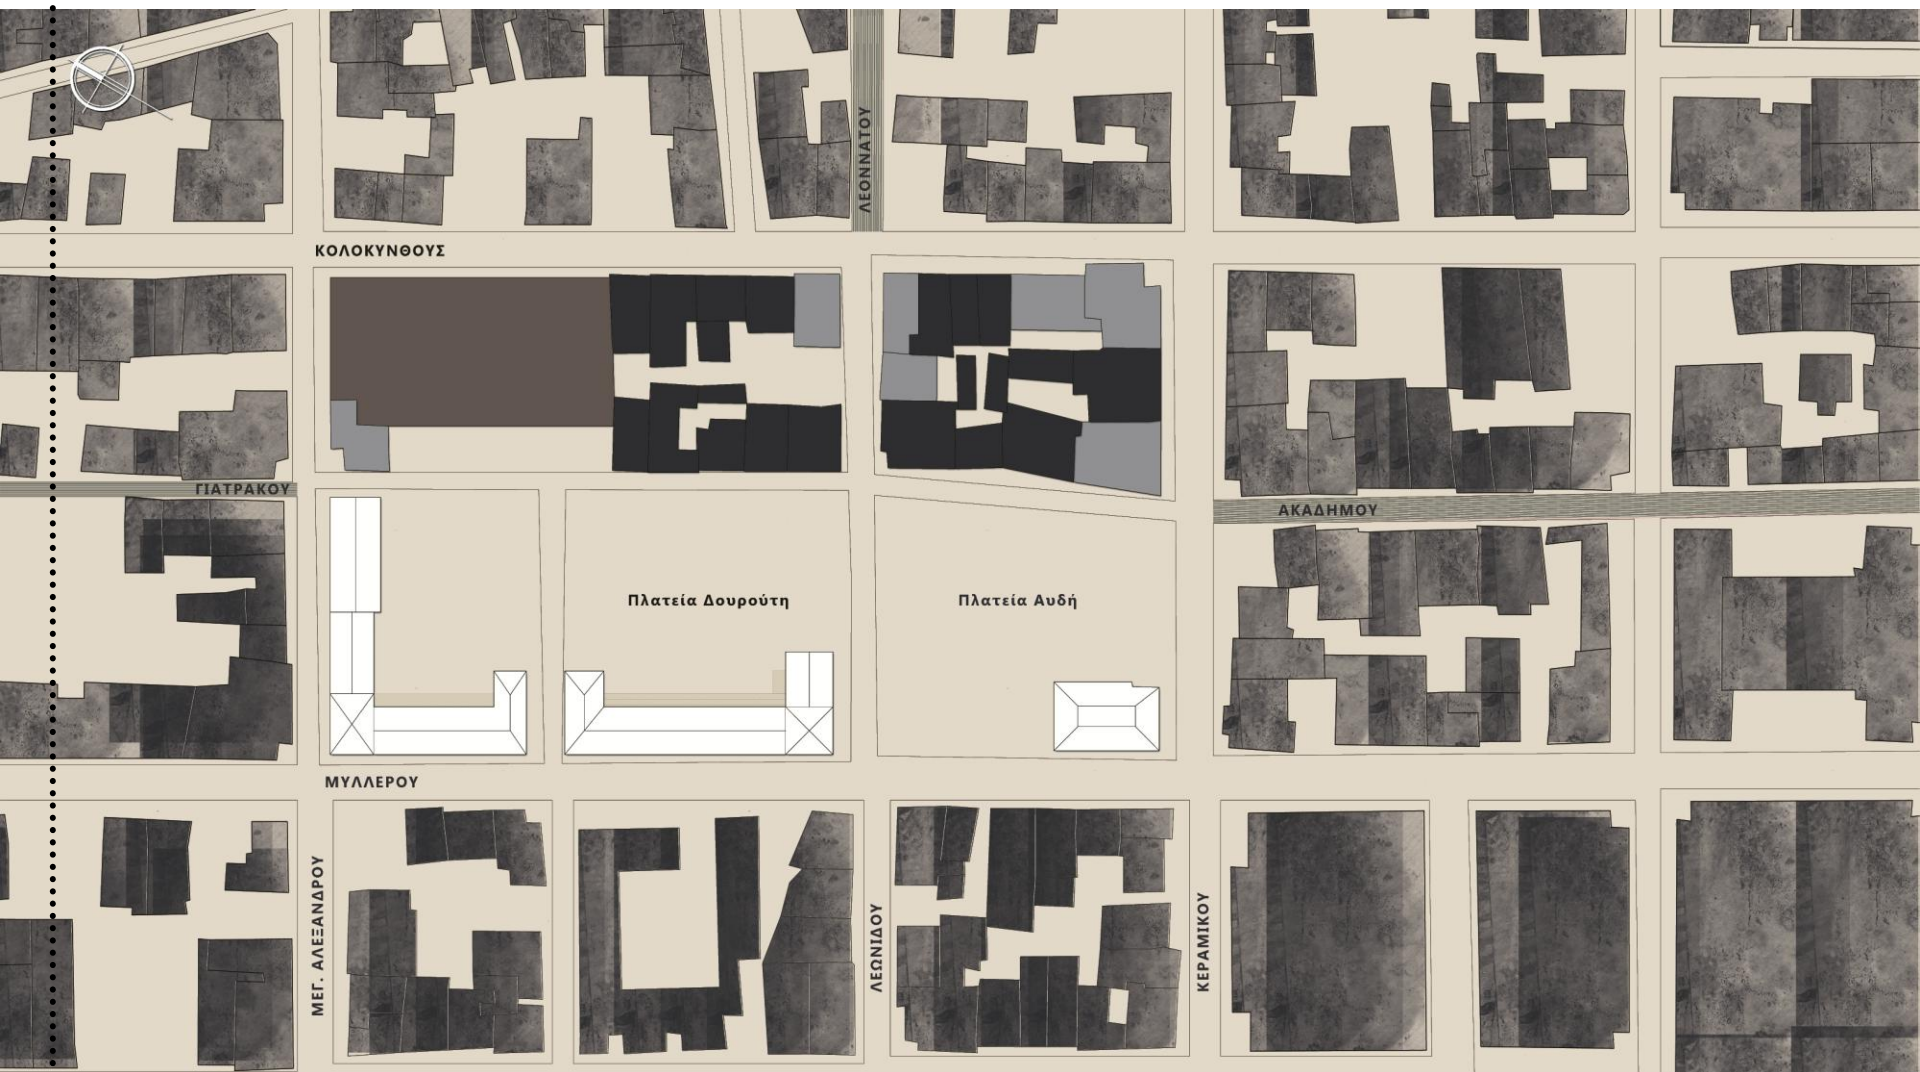 ΛΕΟΝΝΑΤΟΥ
ΚΟΛΟΚΥΝΘΟΥΣ
ΓΙΑΤΡΑΚΟΥ
ΑΚΑΔΗΜΟΥ
Πλατεία Δουρούτη
Πλατεία Αυδή
ΜΥΛΛΕΡΟΥ
ΜΕΓ. ΑΛΕΞΑΝΔΡΟΥ
ΛΕΩΝΙΔΟΥ
ΚΕΡΑΜΙΚΟΥ